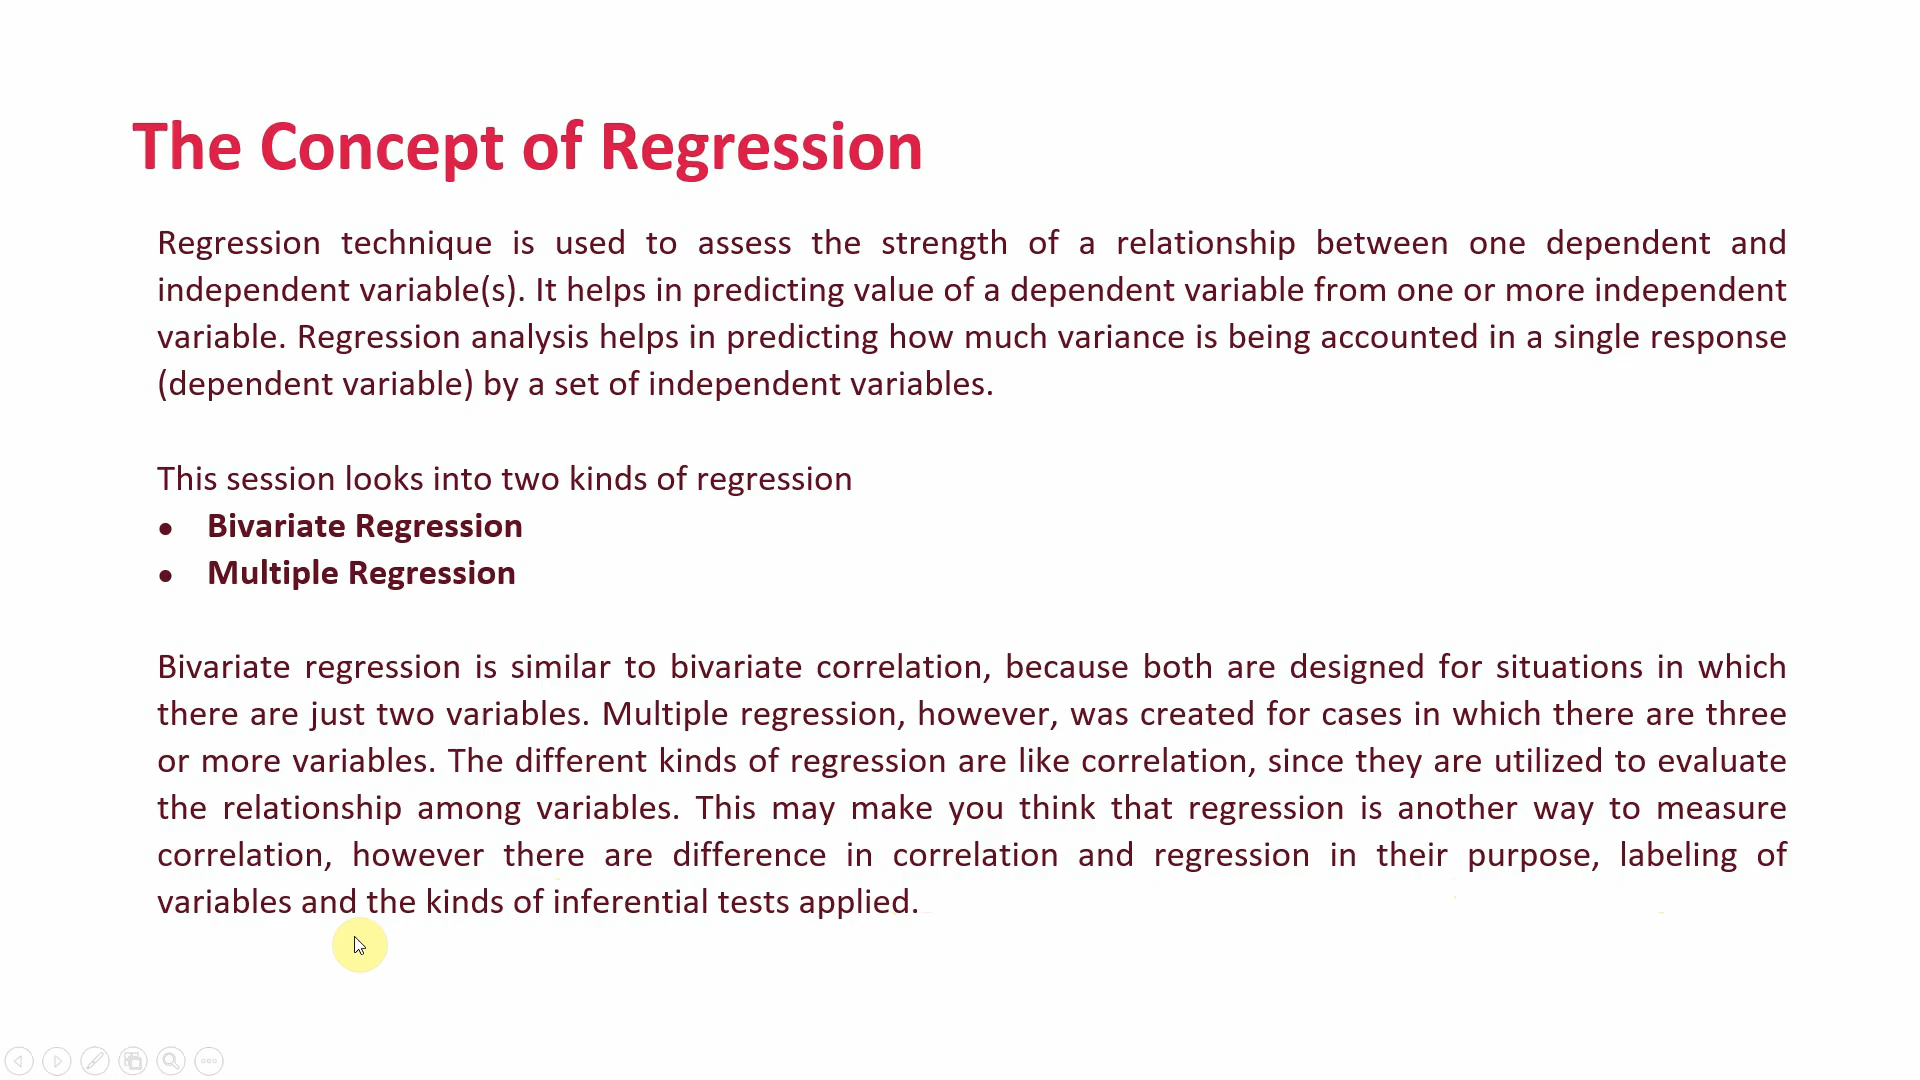 The Concept of Regression
Regression technique is used to assess the strength of a relationship between one dependent and
independent variable(s). It helps in predicting value of a dependent variable from one or more independent
variable. Regression analysis helps in predicting how much variance is being accounted in a single response
(dependent variable) by a set of independent variables.
This session looks into two kinds of regression
• Bivariate Regression
• Multiple Regression
Bivariate regression is similar to bivariate correlation, because both are designed for situations in which
there are just two variables. Multiple regression, however, was created for cases in which there are three
or more variables. The different kinds of regression are like correlation, since they are utilized to evaluate
the relationship among variables. This may make you think that regression is another way to measure
correlation, however there are difference in correlation and regression in their purpose, labeling of
variables and the kinds of inferential tests applied.